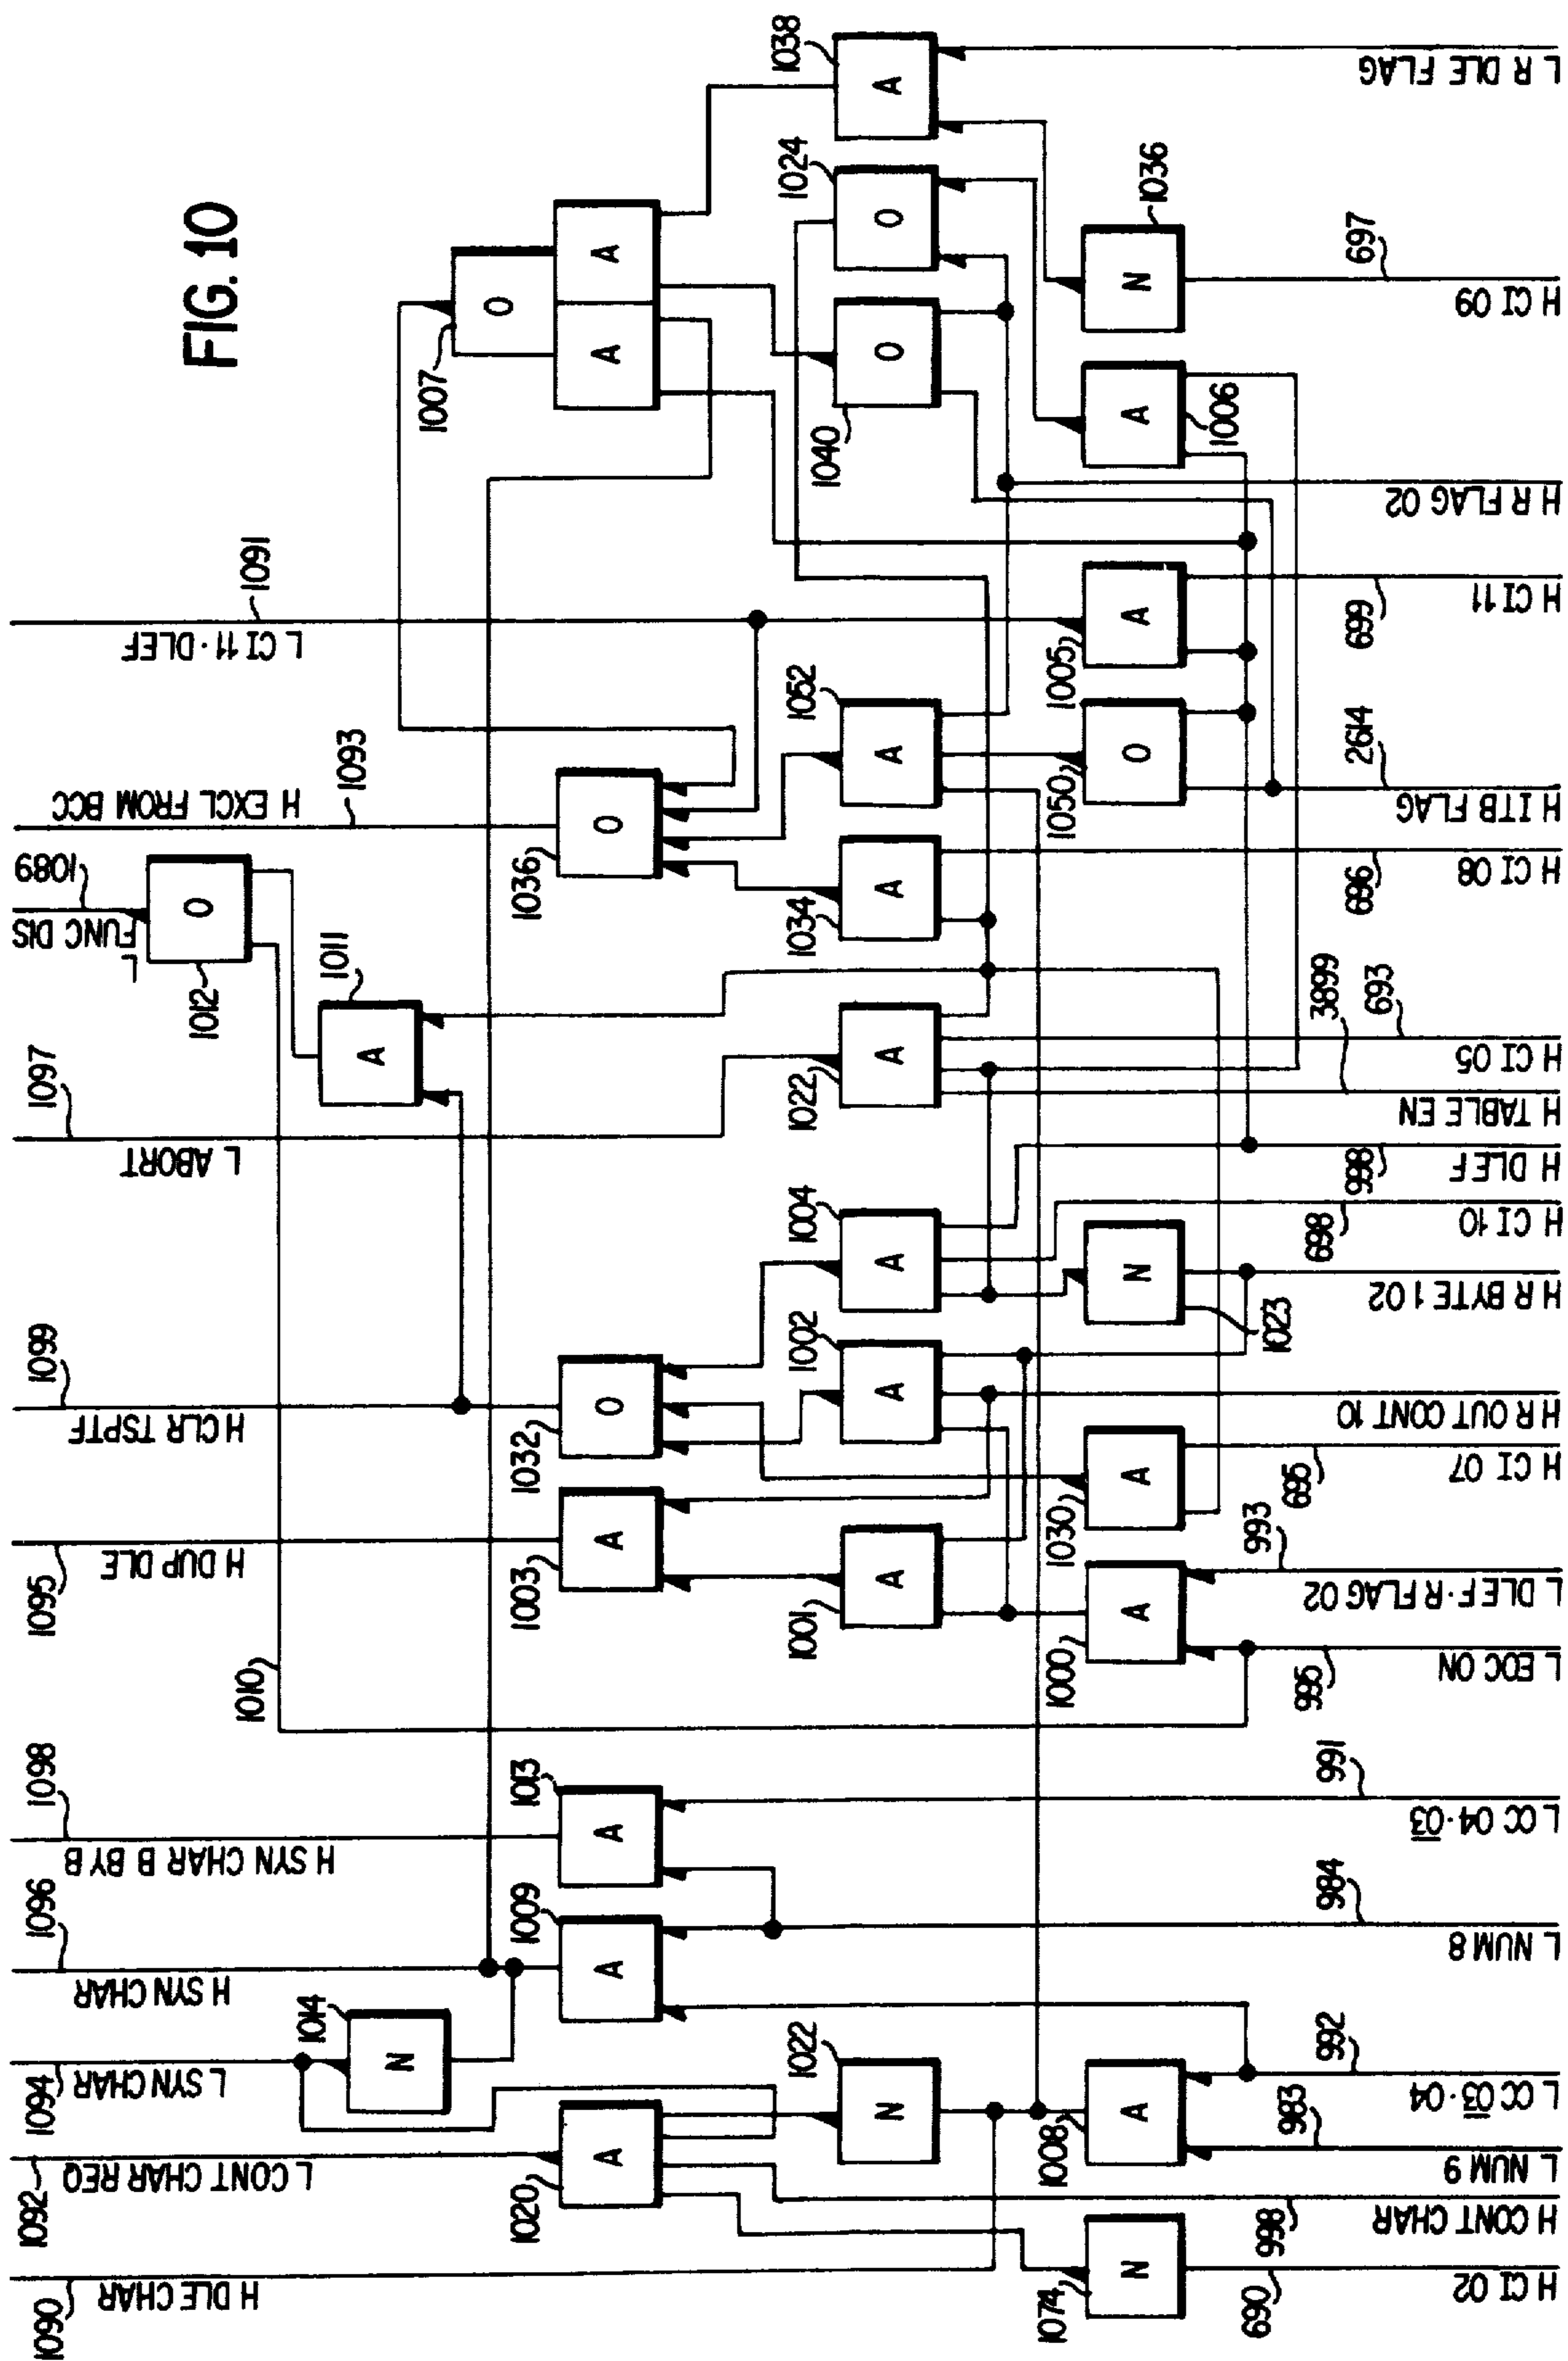 FIG. 10
1038
1024
1007
1036
1040
1006
697
1091
L CI 11·DLEF
1093
H EXCL FROM BCC
1089
L FUNC DIS
1012
1011
1097
L ABORT
1052
1036
1034
1005
1050
1022
1099
H CLR TSPTF
1004
1002
1032
1023
1095
H DUP DLE
1003
1001
1030
1000
1010
1098
H SYN CHAR B BY B
1013
1096
H SYN CHAR
1009
1014
1094
L SYN CHAR
1022
1092
L CONT CHAR REQ
1020
1008
1090
H DLE CHAR
1074
A
A
O
O
A
A
O
N
A
O
A
O
A
A
A
O
A
A
A
O
A
N
A
A
A
A
A
A
N
A
N
A
N
L R DLE FLAG
H CI 09
H R FLAG 02
699
H CI 11
2614
H ITB FLAG
696
H CI 08
3899
693
H CI 05
H TABLE EN
998
H DLEF
698
H CI 10
H R BYTE 1 02
H R OUT CONT 10
695
H CI 07
993
L DLEF·R FLAG 02
995
L EOC ON
991
L CC 04·03
984
L NUM 8
992
L CC 03·04
983
L NUM 9
998
H CONT CHAR
690
H CI 02